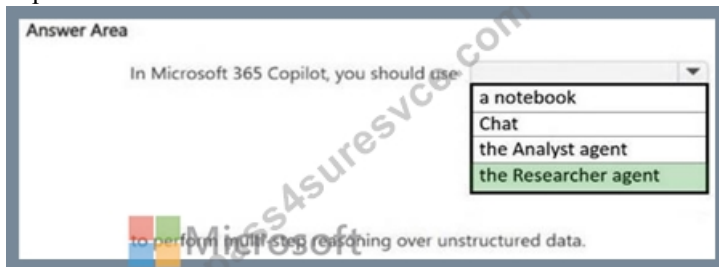 Answer Area
In Microsoft 365 Copilot, you should use
a notebook
Chat
the Analyst agent
the Researcher agent
to perform multi-step reasoning over unstructured data.
Microsoft